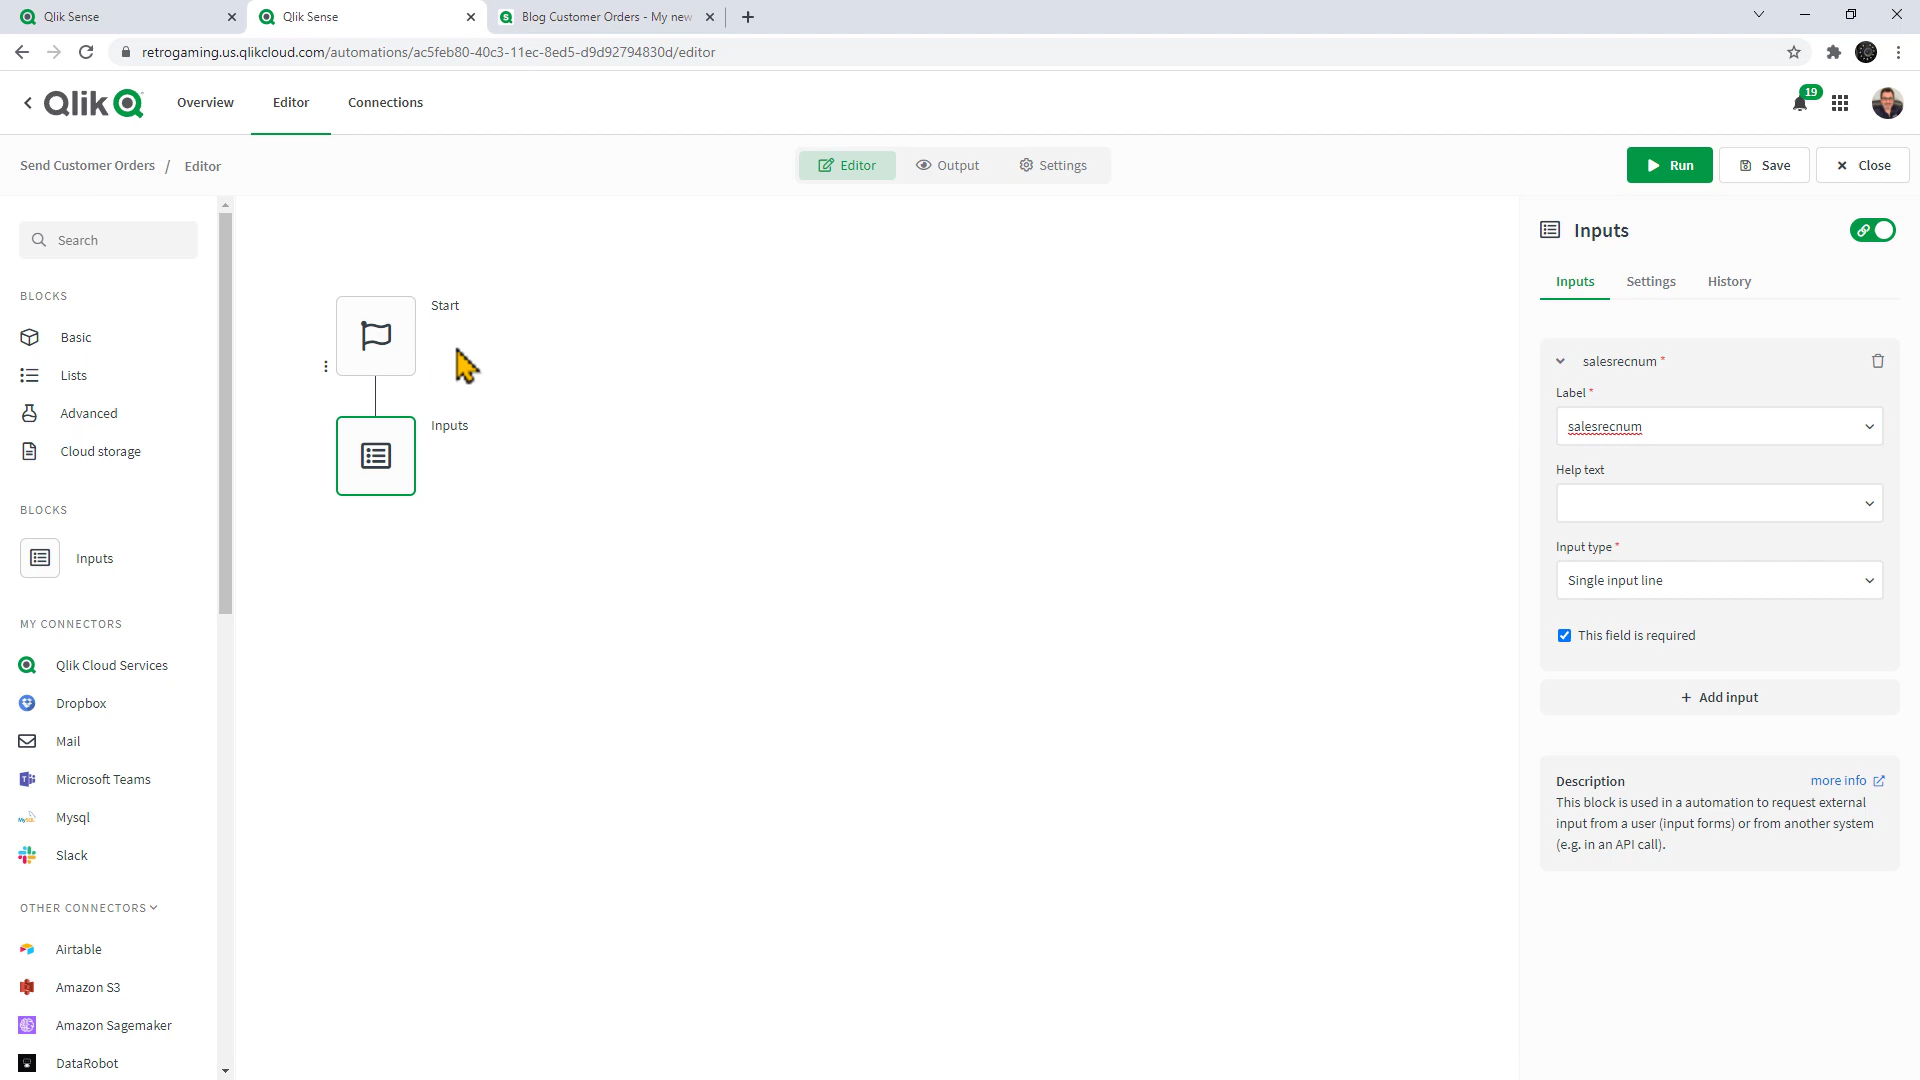 Qlik Sense
Qlik Sense
Blog Customer Orders - My new
retrogaming.us.qlikcloud.com/automations/ac5feb80-40c3-11ec-8ed5-d9d92794830d/editor
Qlik
Overview
Editor
Connections
19
Send Customer Orders / Editor
Editor
Output
Settings
Run
Save
Close
Search
BLOCKS
Basic
Lists
Advanced
Cloud storage
BLOCKS
Inputs
MY CONNECTORS
Qlik Cloud Services
Dropbox
Mail
Microsoft Teams
Mysql
Slack
OTHER CONNECTORS
Airtable
Amazon S3
Amazon Sagemaker
DataRobot
Start
Inputs
Inputs
Inputs
Settings
History
salesrecnum *
Label *
salesrecnum
Help text
Input type *
Single input line
This field is required
+ Add input
Description
more info
This block is used in a automation to request external
input from a user (input forms) or from another system
(e.g. in an API call).